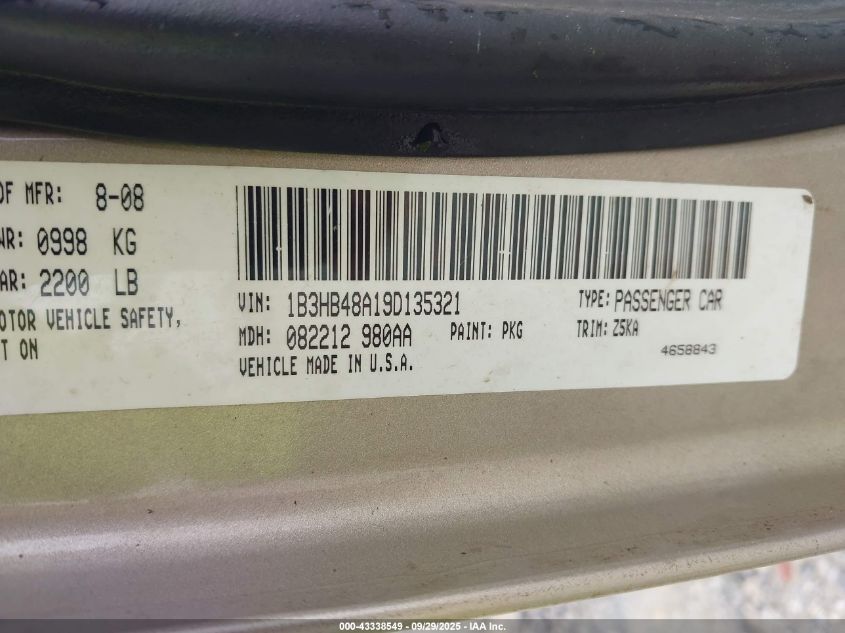 OF MFR: 8-08
WR: 0998 KG
AR: 2200 LB
OTOR VEHICLE SAFETY,
T ON
VIN: 1B3HB48A19D135321 TYPE: PASSENGER CAR
MDH: 082212 980AA PAINT: PKG TRIM: Z5KA
VEHICLE MADE IN U.S.A. 4658843
000-43338549 09/29/2025 - IAA Inc.